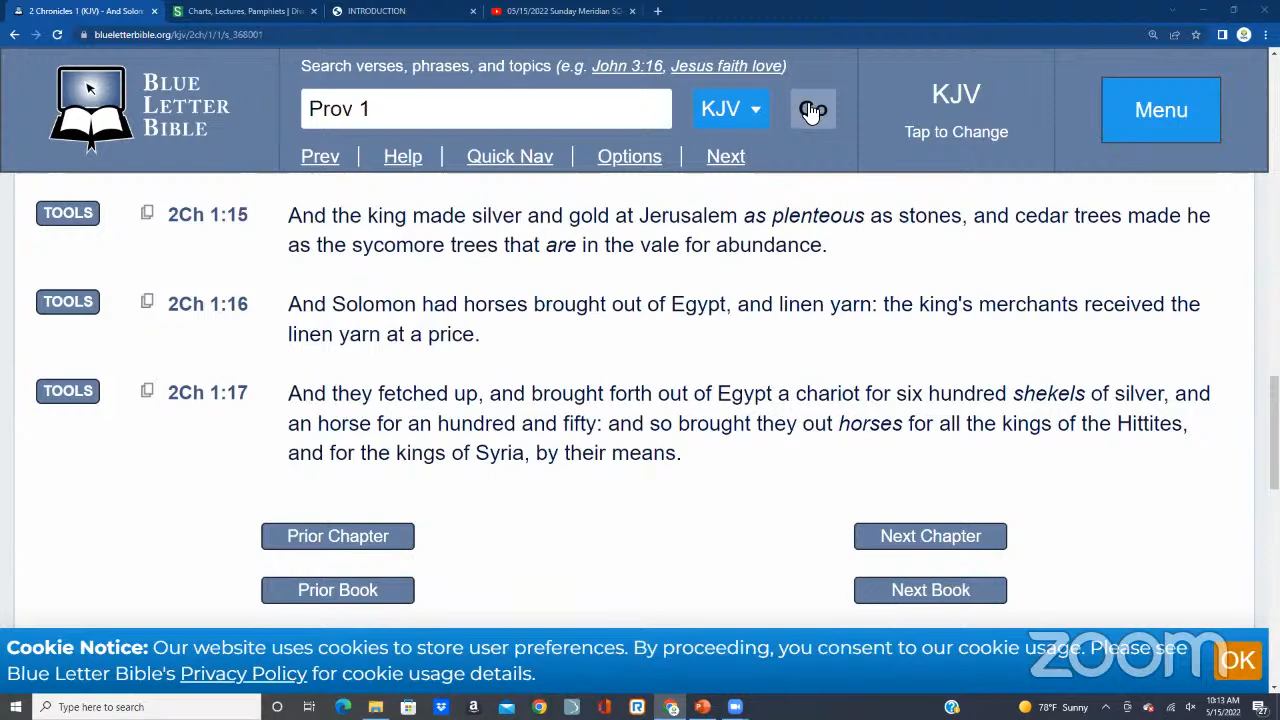 2 Chronicles 1 (KJV) - And Solom
Charts, Lectures, Pamphlets | Div
INTRODUCTION
05/15/2022 Sunday Meridian SC
blueletterbible.org/kjv/2ch/1/1/s_368001
Search verses, phrases, and topics (e.g. John 3:16, Jesus faith love)
BLUE
LETTER
BIBLE
Prov 1
KJV
KJV
Tap to Change
Menu
Prev
Help
Quick Nav
Options
Next
TOOLS
2Ch 1:15
And the king made silver and gold at Jerusalem as plenteous as stones, and cedar trees made he
as the sycomore trees that are in the vale for abundance.
TOOLS
2Ch 1:16
And Solomon had horses brought out of Egypt, and linen yarn: the king's merchants received the
linen yarn at a price.
TOOLS
2Ch 1:17
And they fetched up, and brought forth out of Egypt a chariot for six hundred shekels of silver, and
an horse for an hundred and fifty: and so brought they out horses for all the kings of the Hittites,
and for the kings of Syria, by their means.
Prior Chapter
Next Chapter
Prior Book
Next Book
Cookie Notice: Our website uses cookies to store user preferences. By proceeding, you consent to our cookie usage. Please see
Blue Letter Bible's Privacy Policy for cookie usage details.
OK
zoom
Type here to search
78°F Sunny
10:13 AM
5/15/2022
27